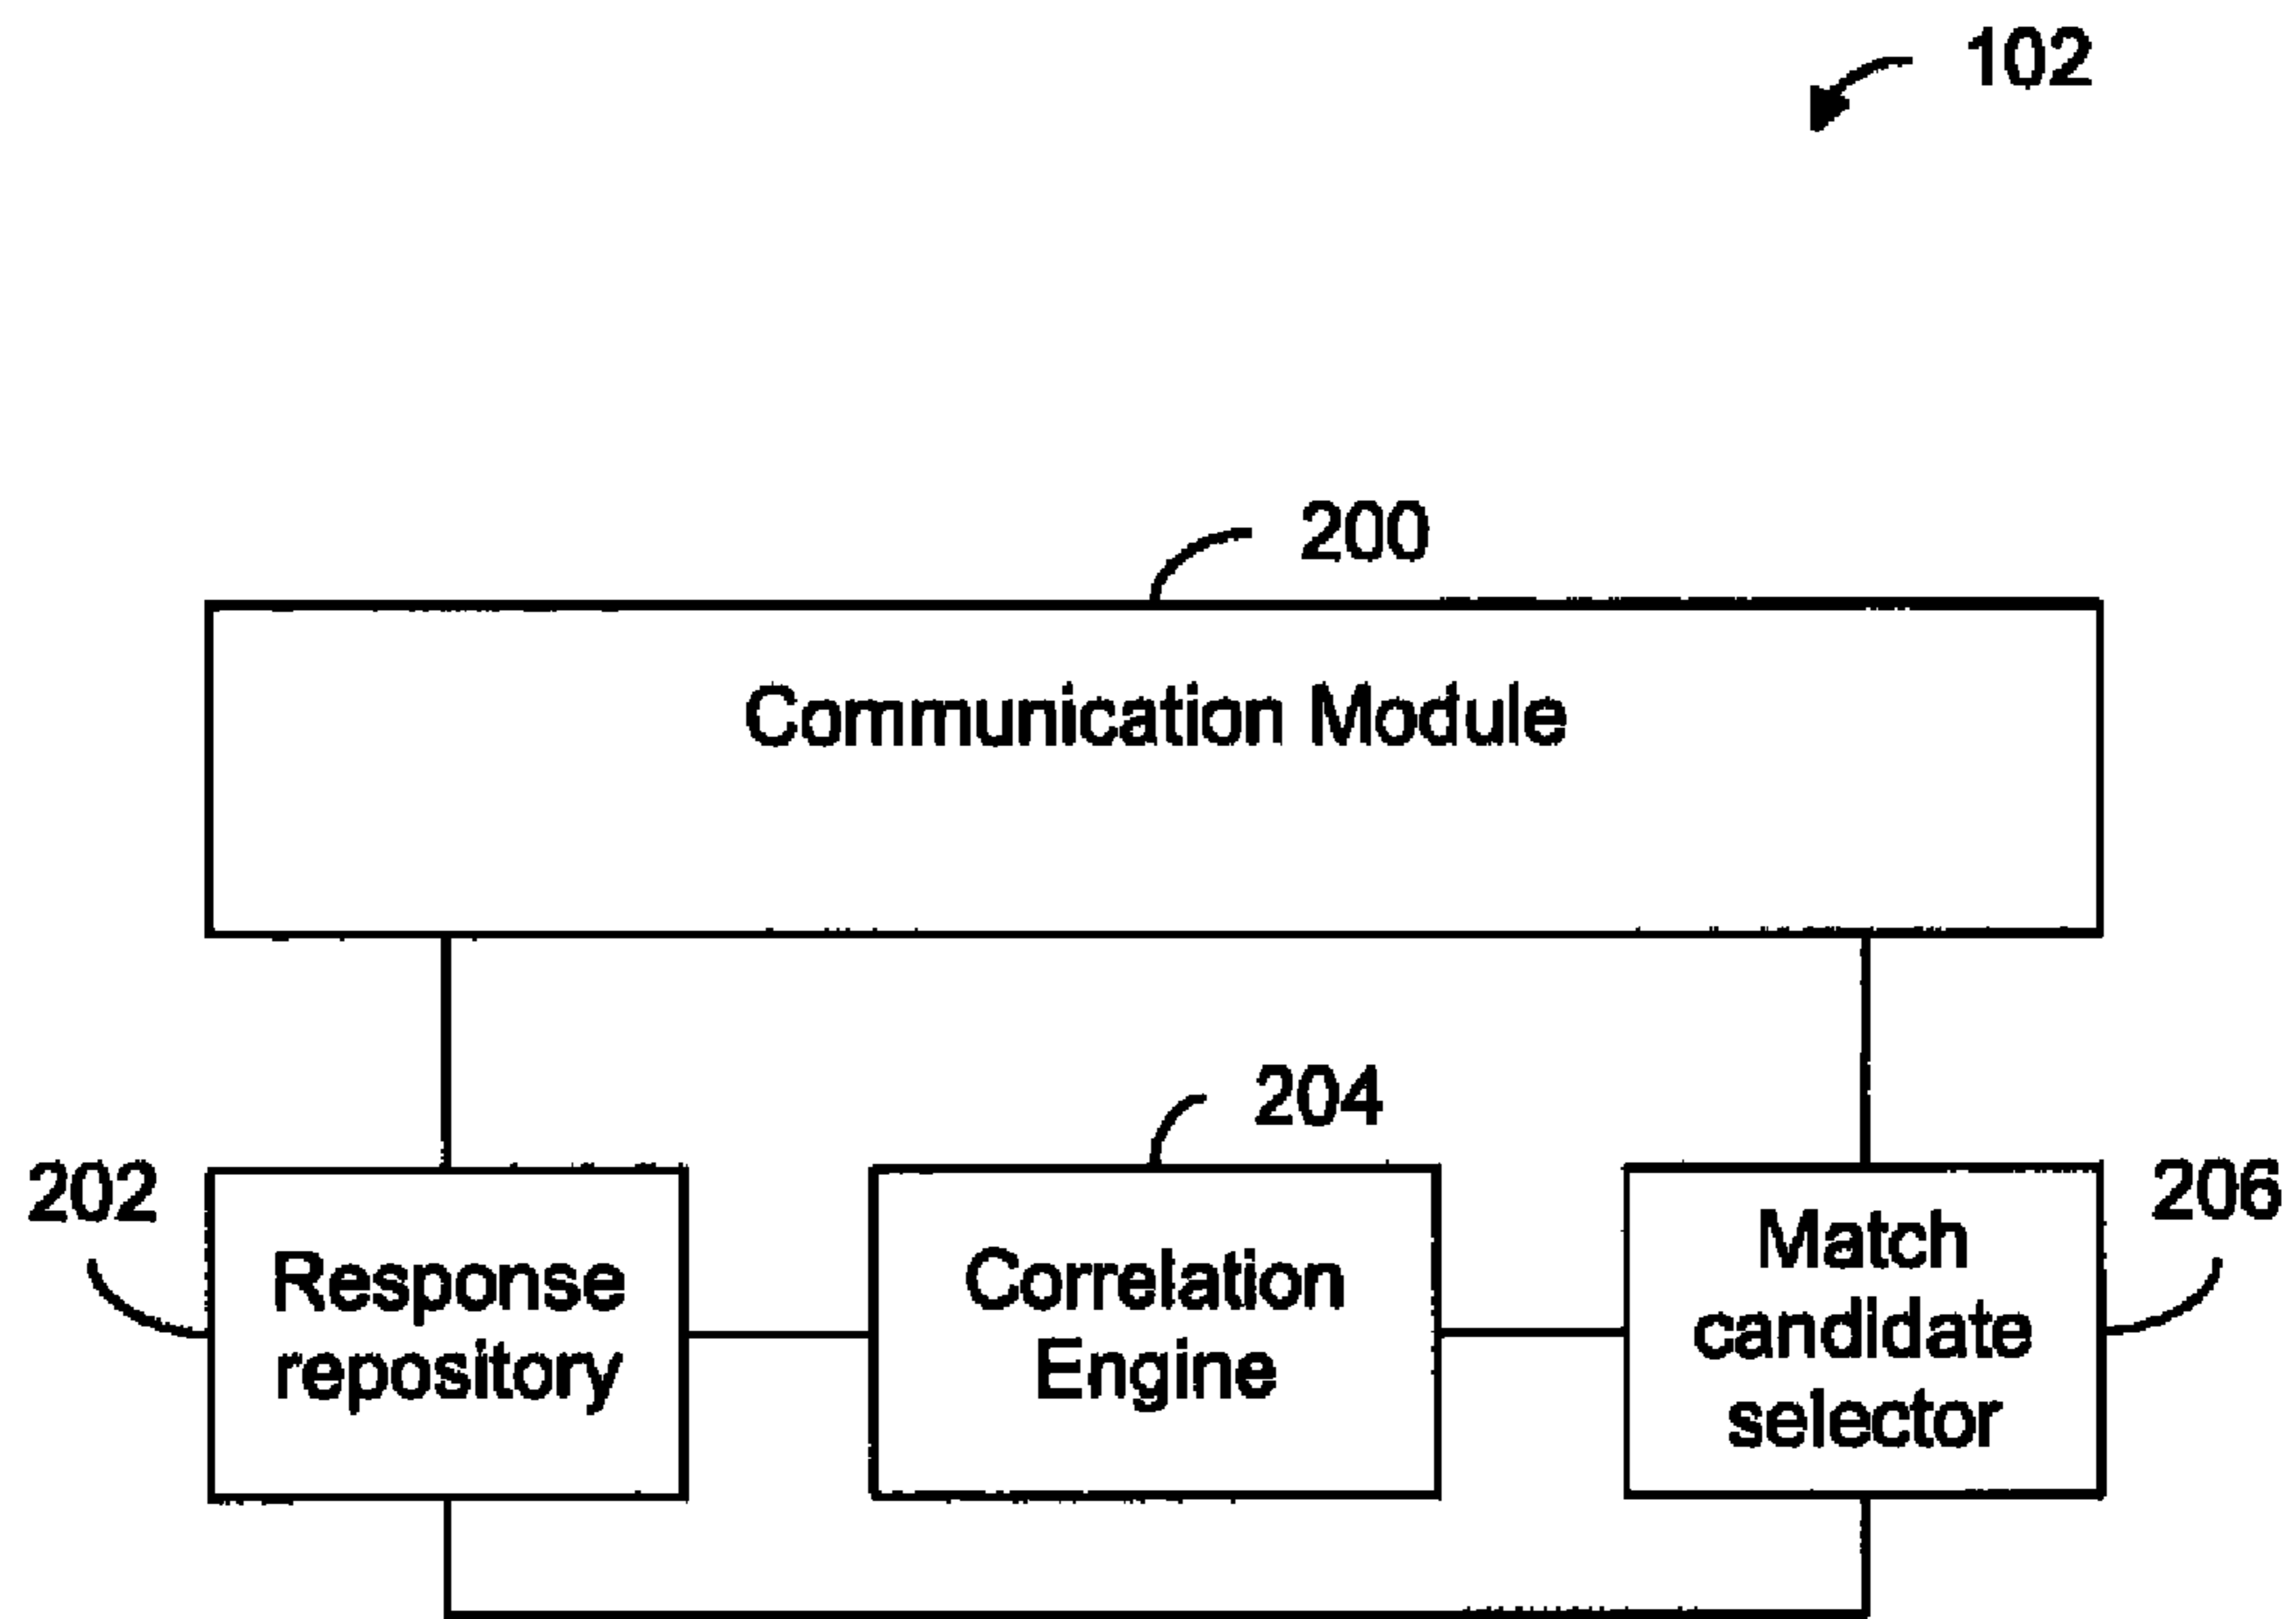 102
200
Communication Module
204
202
206
Response
repository
Correlation
Engine
Match
candidate
selector